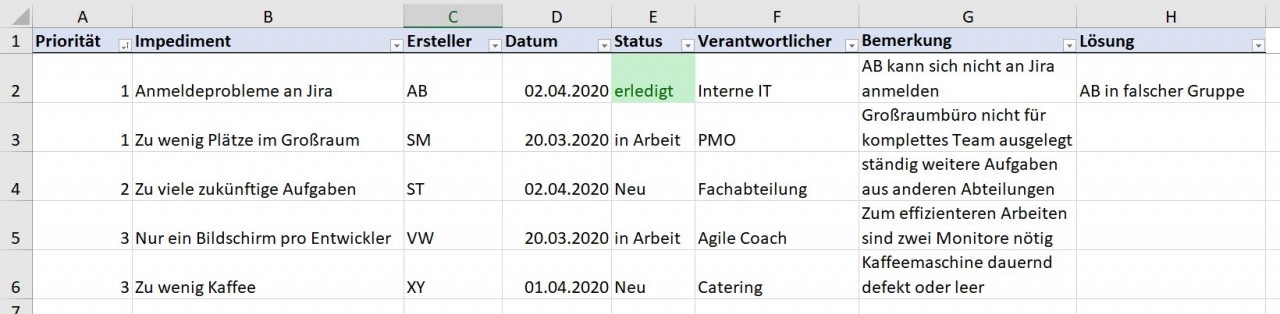 A B C D E F G H
1 Priorität Impediment Ersteller Datum Status Verantwortlicher Bemerkung Lösung
AB kann sich nicht an Jira
2 1 Anmeldeprobleme an Jira AB 02.04.2020 erledigt Interne IT anmelden AB in falscher Gruppe
Großraumbüro nicht für
3 1 Zu wenig Plätze im Großraum SM 20.03.2020 in Arbeit PMO komplettes Team ausgelegt
ständig weitere Aufgaben
4 2 Zu viele zukünftige Aufgaben ST 02.04.2020 Neu Fachabteilung aus anderen Abteilungen
Zum effizienteren Arbeiten
5 3 Nur ein Bildschirm pro Entwickler VW 20.03.2020 in Arbeit Agile Coach sind zwei Monitore nötig
Kaffeemaschine dauernd
6 3 Zu wenig Kaffee XY 01.04.2020 Neu Catering defekt oder leer
7